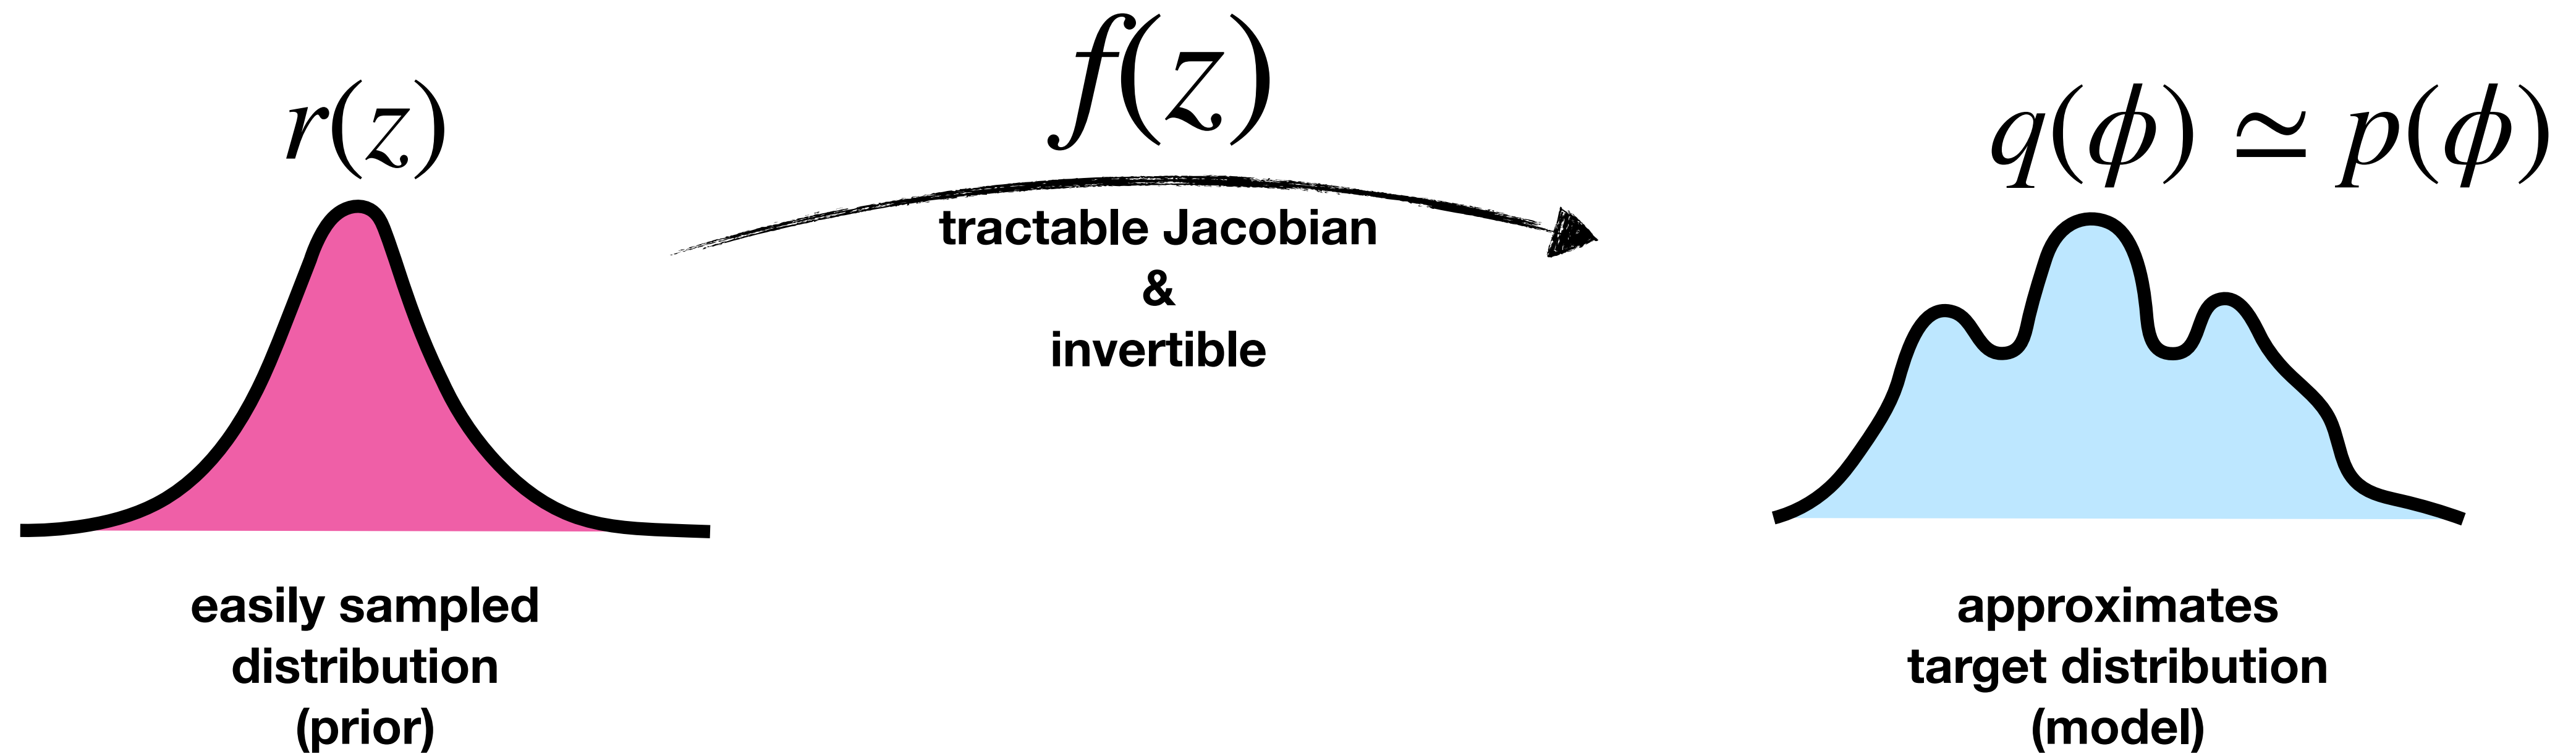 r(z)
f(z)
q(ϕ) ≃ p(ϕ)
tractable Jacobian
&
invertible
easily sampled
distribution
(prior)
approximates
target distribution
(model)